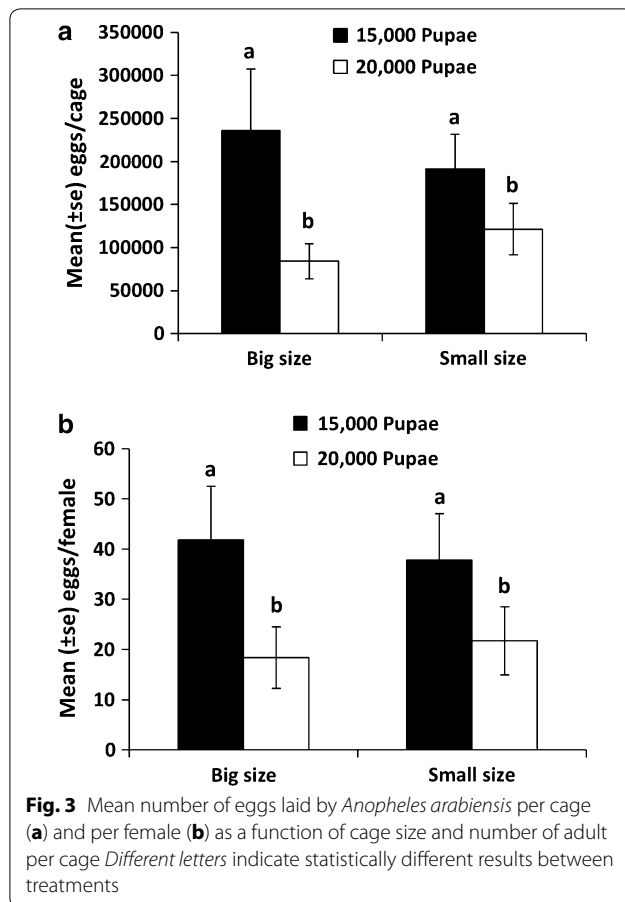 a
350000
300000
250000
200000
150000
100000
50000
0
Mean(±se) eggs/cage
15,000 Pupae
20,000 Pupae
a
b
a
b
Big size
Small size
b
60
50
40
30
20
10
0
Mean (±se) eggs/female
15,000 Pupae
20,000 Pupae
a
b
a
b
Big size
Small size
Fig. 3 Mean number of eggs laid by Anopheles arabiensis per cage
(a) and per female (b) as a function of cage size and number of adult
per cage Different letters indicate statistically different results between
treatments